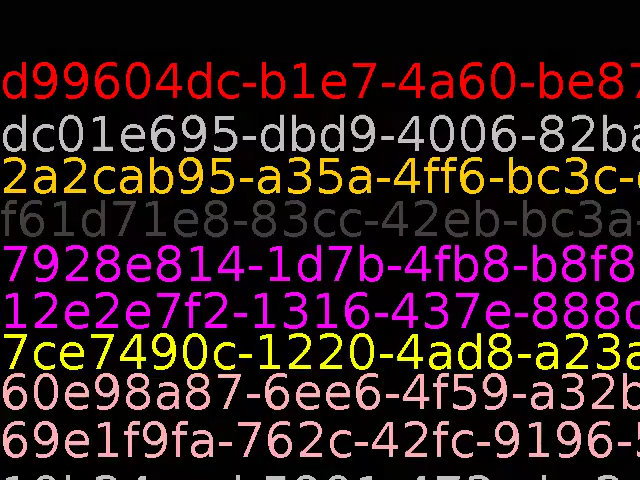 d99604dc-b1e7-4a60-be87
dc01e695-dbd9-4006-82ba
2a2cab95-a35a-4ff6-bc3c-
f61d71e8-83cc-42eb-bc3a-
7928e814-1d7b-4fb8-b8f8
12e2e7f2-1316-437e-888c
7ce7490c-1220-4ad8-a23a
60e98a87-6ee6-4f59-a32b
69e1f9fa-762c-42fc-9196-5